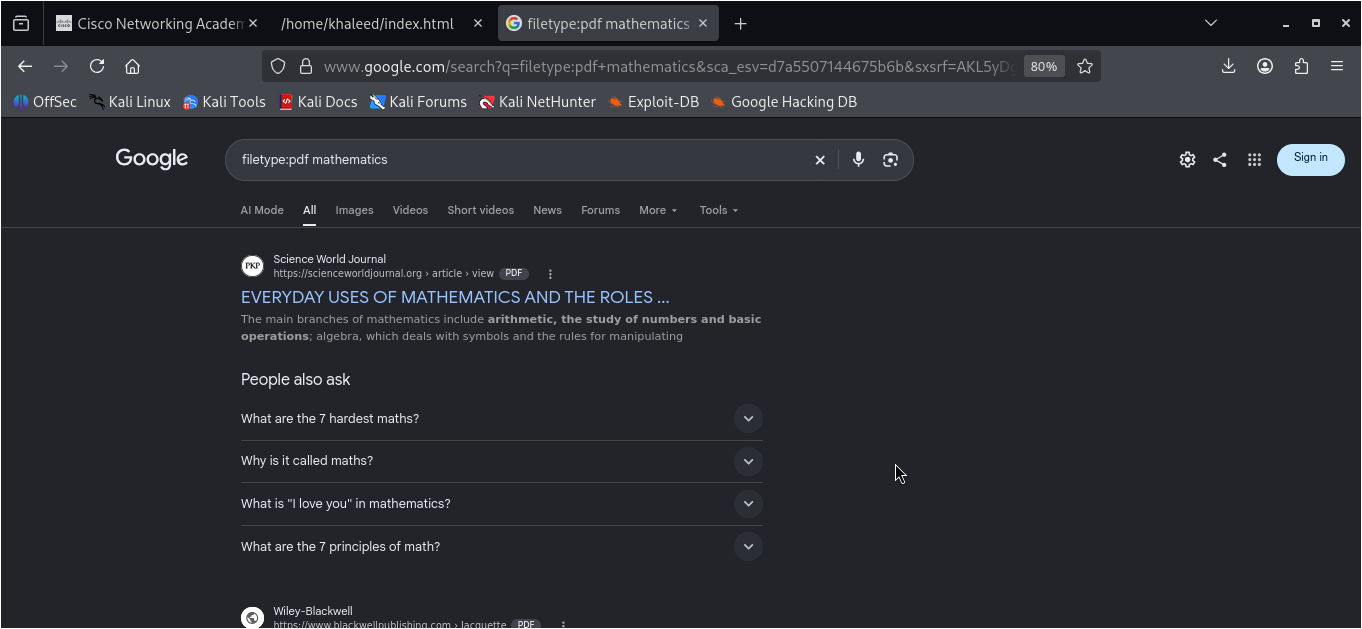 Cisco Networking Academ
/home/khaleed/index.html
filetype:pdf mathematics
www.google.com/search?q=filetype:pdf+mathematics&sca_esv=d7a5507144675b6b&sxsrf=AKL5yD
80%
OffSec
Kali Linux
Kali Tools
Kali Docs
Kali Forums
Kali NetHunter
Exploit-DB
Google Hacking DB
Google
filetype:pdf mathematics
Sign in
AI Mode
All
Images
Videos
Short videos
News
Forums
More
Tools
PKP
Science World Journal
https://scienceworldjournal.org › article › view PDF
EVERYDAY USES OF MATHEMATICS AND THE ROLES ...
The main branches of mathematics include arithmetic, the study of numbers and basic
operations; algebra, which deals with symbols and the rules for manipulating
People also ask
What are the 7 hardest maths?
Why is it called maths?
What is "I love you" in mathematics?
What are the 7 principles of math?
Wiley-Blackwell
https://www.blackwellpublishing.com › lacquette PDF